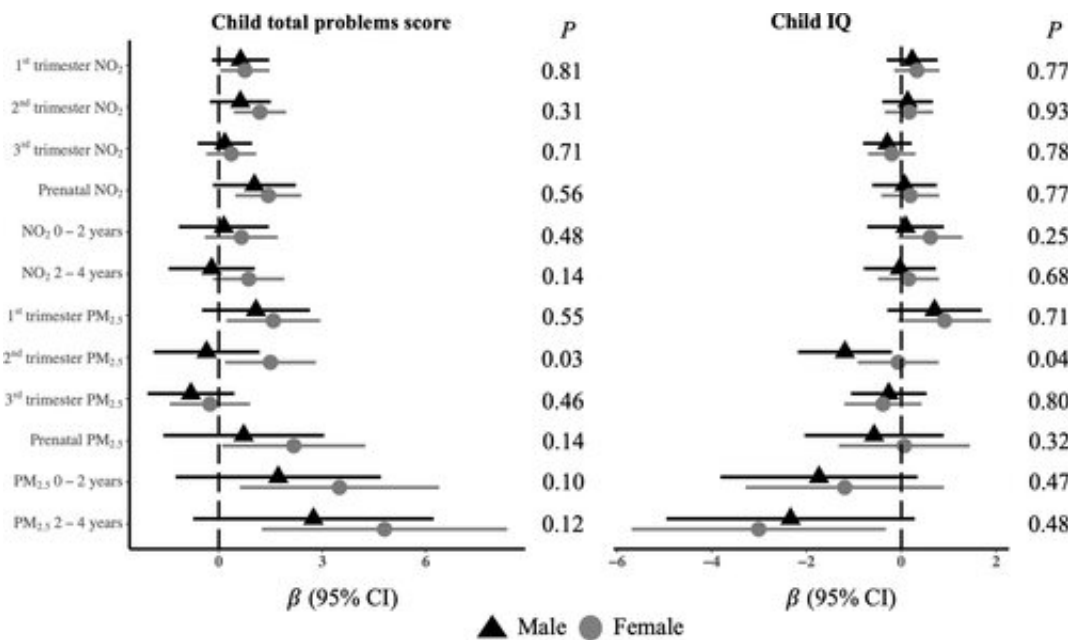 Child total problems score P Child IQ P
1st trimester NO₂ 0.81 0.77
2nd trimester NO₂ 0.31 0.93
3rd trimester NO₂ 0.71 0.78
Prenatal NO₂ 0.56 0.77
NO₂ 0 – 2 years 0.48 0.25
NO₂ 2 – 4 years 0.14 0.68
1st trimester PM₂.₅ 0.55 0.71
2nd trimester PM₂.₅ 0.03 0.04
3rd trimester PM₂.₅ 0.46 0.80
Prenatal PM₂.₅ 0.14 0.32
PM₂.₅ 0 – 2 years 0.10 0.47
PM₂.₅ 2 – 4 years 0.12 0.48
0 3 6 −6 −4 −2 0 2
β (95% CI) β (95% CI)
Male Female